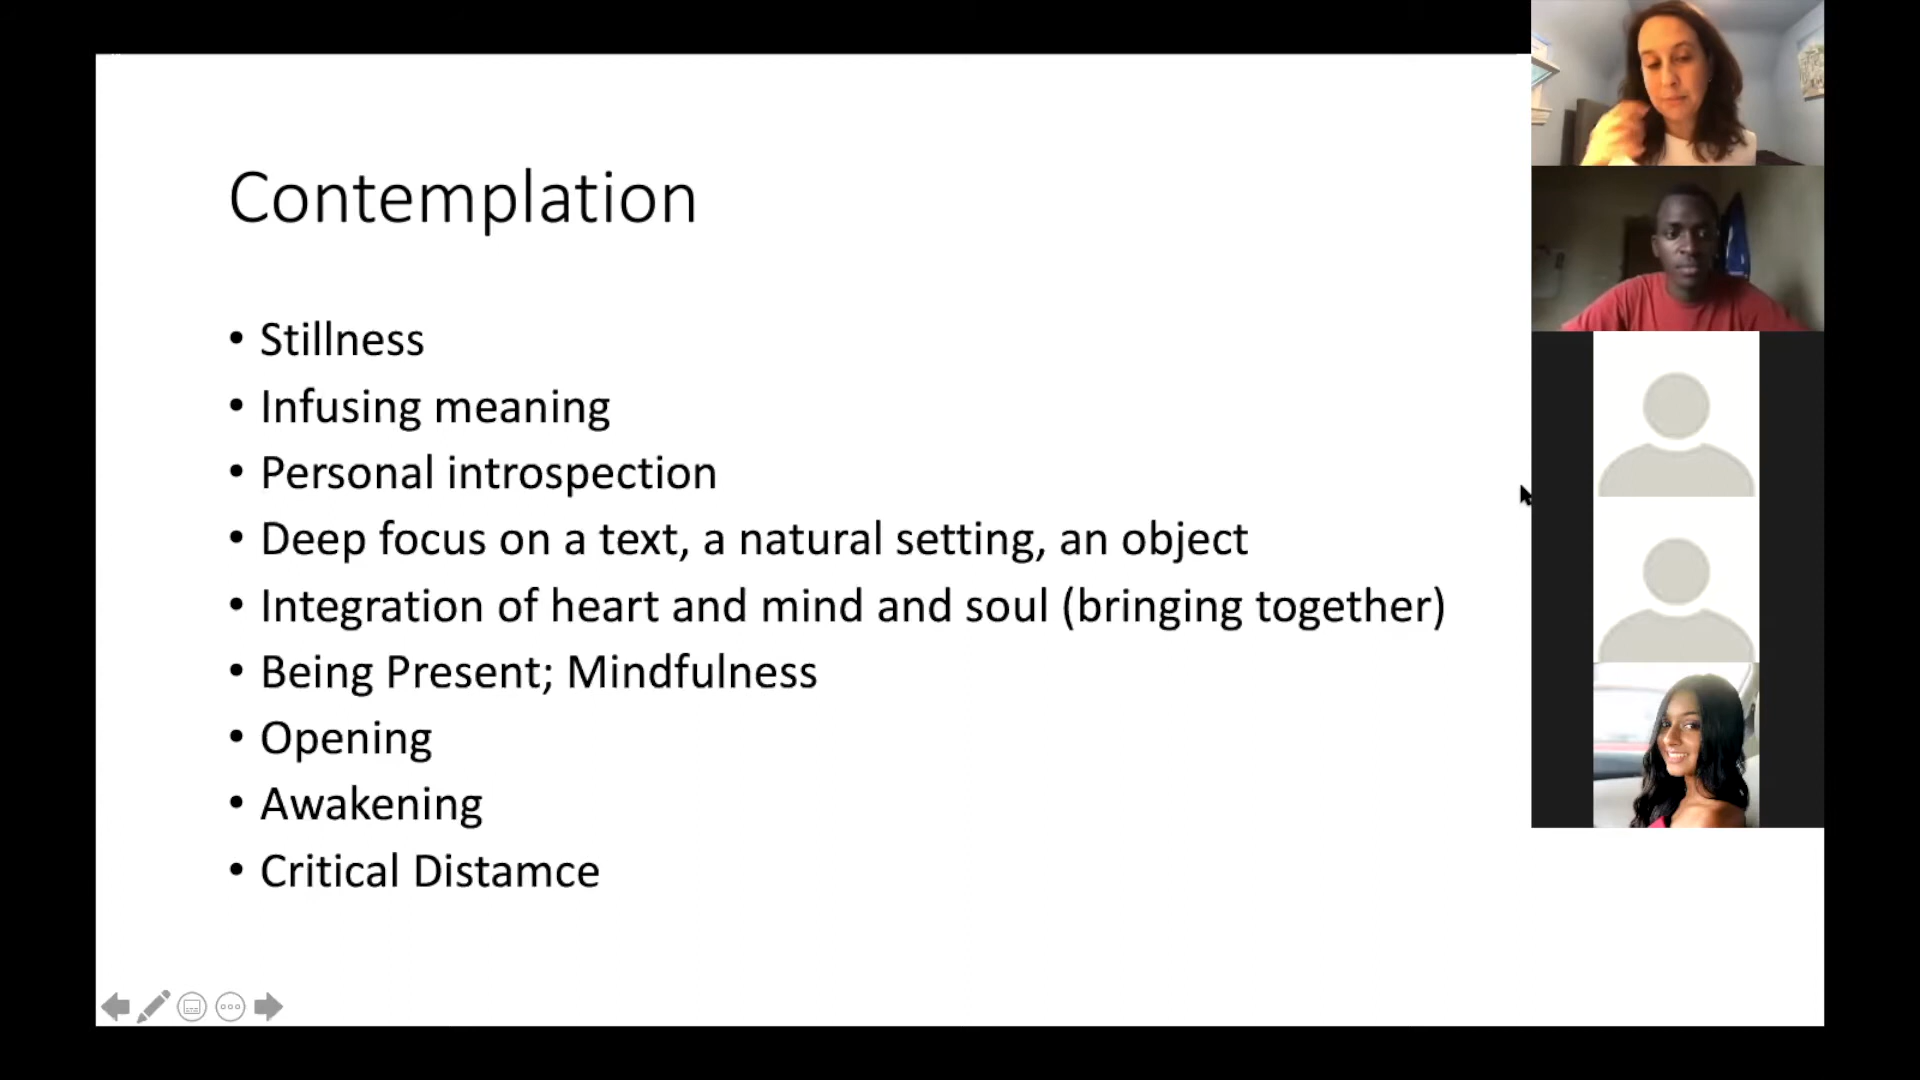 Contemplation
• Stillness
• Infusing meaning
• Personal introspection
• Deep focus on a text, a natural setting, an object
• Integration of heart and mind and soul (bringing together)
• Being Present; Mindfulness
• Opening
• Awakening
• Critical Distamce